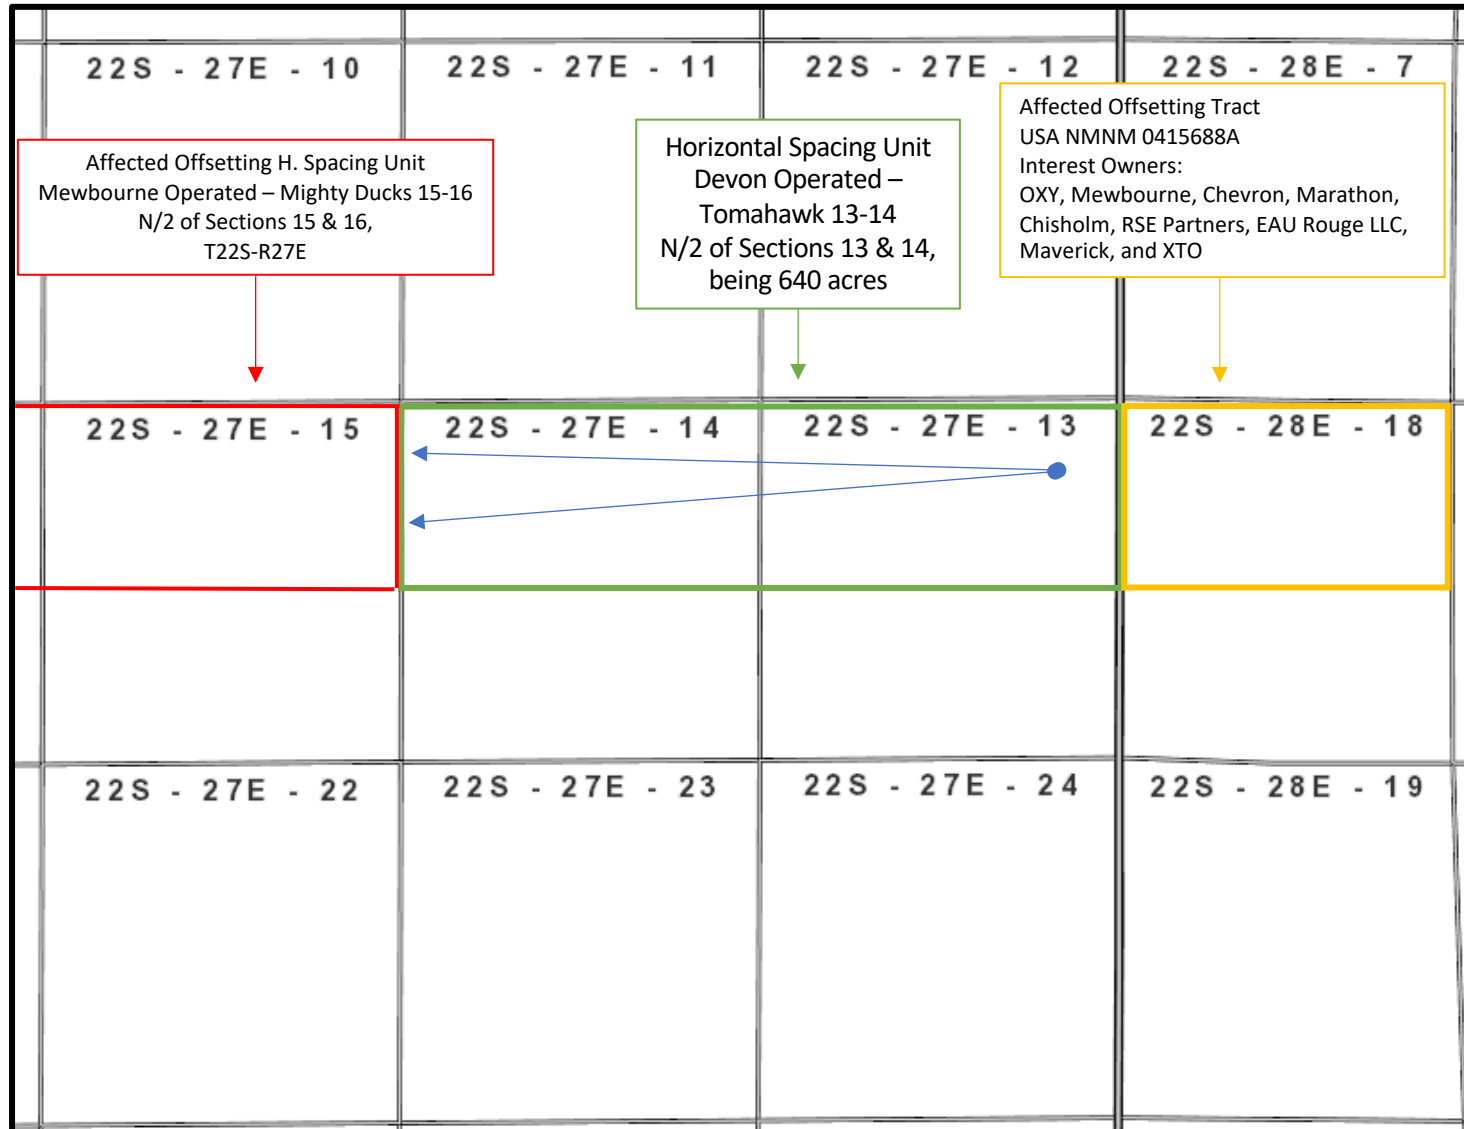 22S - 27E - 10
22S - 27E - 11
22S - 27E - 12
22S - 28E - 7
Affected Offsetting H. Spacing Unit
Mewbourne Operated – Mighty Ducks 15-16
N/2 of Sections 15 & 16,
T22S-R27E
Horizontal Spacing Unit
Devon Operated –
Tomahawk 13-14
N/2 of Sections 13 & 14,
being 640 acres
Affected Offsetting Tract
USA NMNM 0415688A
Interest Owners:
OXY, Mewbourne, Chevron, Marathon,
Chisholm, RSE Partners, EAU Rouge LLC,
Maverick, and XTO
22S - 27E - 15
22S - 27E - 14
22S - 27E - 13
22S - 28E - 18
22S - 27E - 22
22S - 27E - 23
22S - 27E - 24
22S - 28E - 19